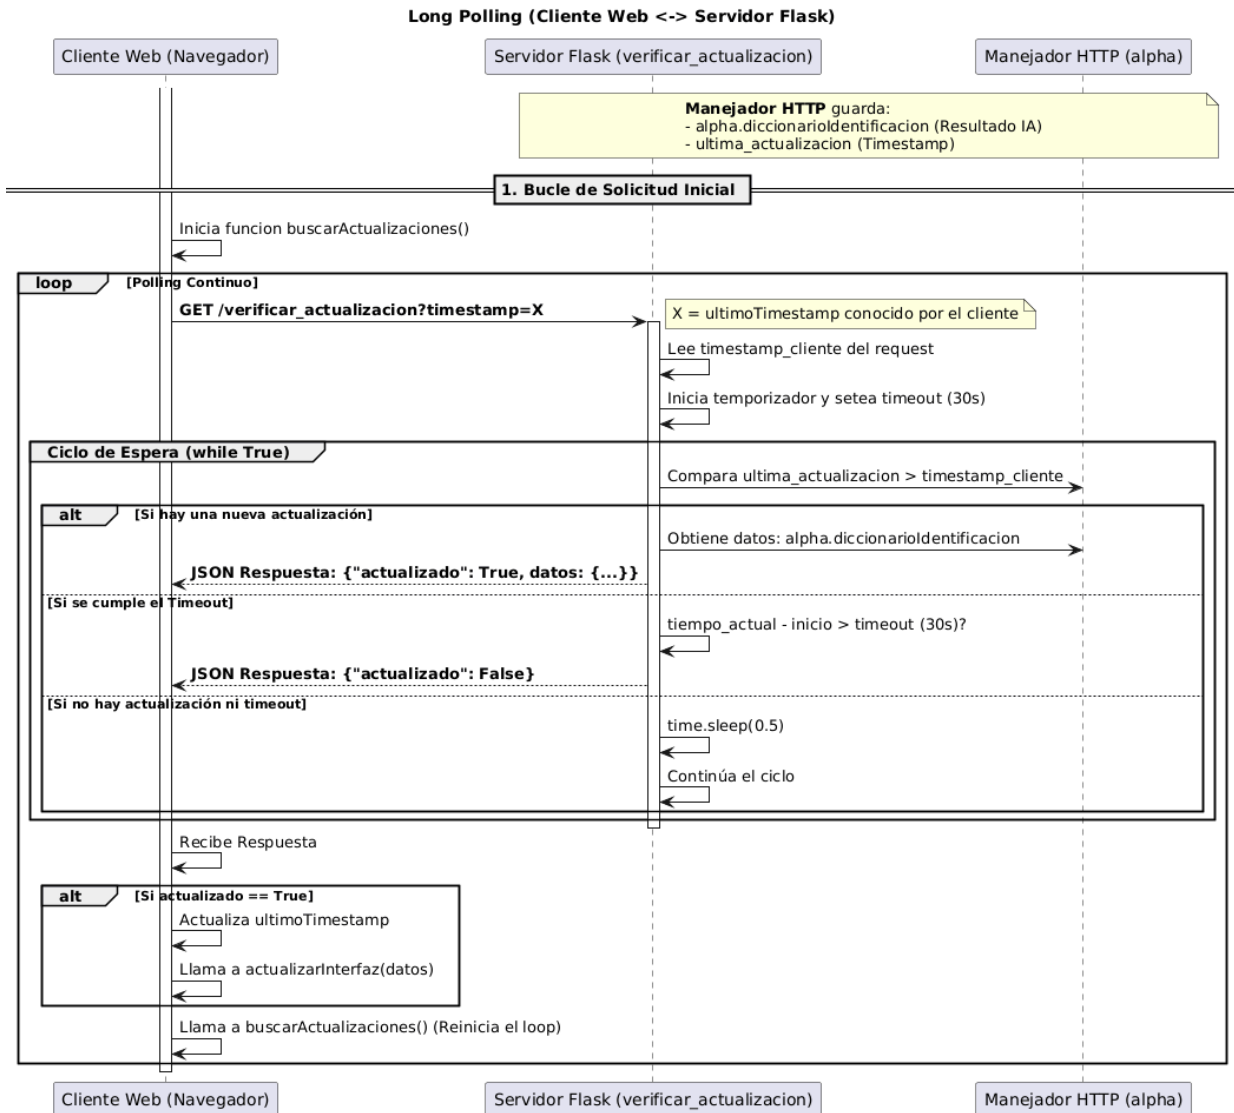 Long Polling (Cliente Web <-> Servidor Flask)
Cliente Web (Navegador)
Servidor Flask (verificar_actualizacion)
Manejador HTTP (alpha)
Manejador HTTP guarda:
- alpha.diccionarioIdentificacion (Resultado IA)
- ultima_actualizacion (Timestamp)
1. Bucle de Solicitud Inicial
Inicia funcion buscarActualizaciones()
loop
[Polling Continuo]
GET /verificar_actualizacion?timestamp=X
X = ultimoTimestamp conocido por el cliente
Lee timestamp_cliente del request
Inicia temporizador y setea timeout (30s)
Ciclo de Espera (while True)
Compara ultima_actualizacion > timestamp_cliente
alt
[Si hay una nueva actualización]
Obtiene datos: alpha.diccionarioIdentificacion
JSON Respuesta: {"actualizado": True, datos: {...}}
[Si se cumple el Timeout]
tiempo_actual - inicio > timeout (30s)?
JSON Respuesta: {"actualizado": False}
[Si no hay actualización ni timeout]
time.sleep(0.5)
Continúa el ciclo
Recibe Respuesta
alt
[Si actualizado == True]
Actualiza ultimoTimestamp
Llama a actualizarInterfaz(datos)
Llama a buscarActualizaciones() (Reinicia el loop)
Cliente Web (Navegador)
Servidor Flask (verificar_actualizacion)
Manejador HTTP (alpha)